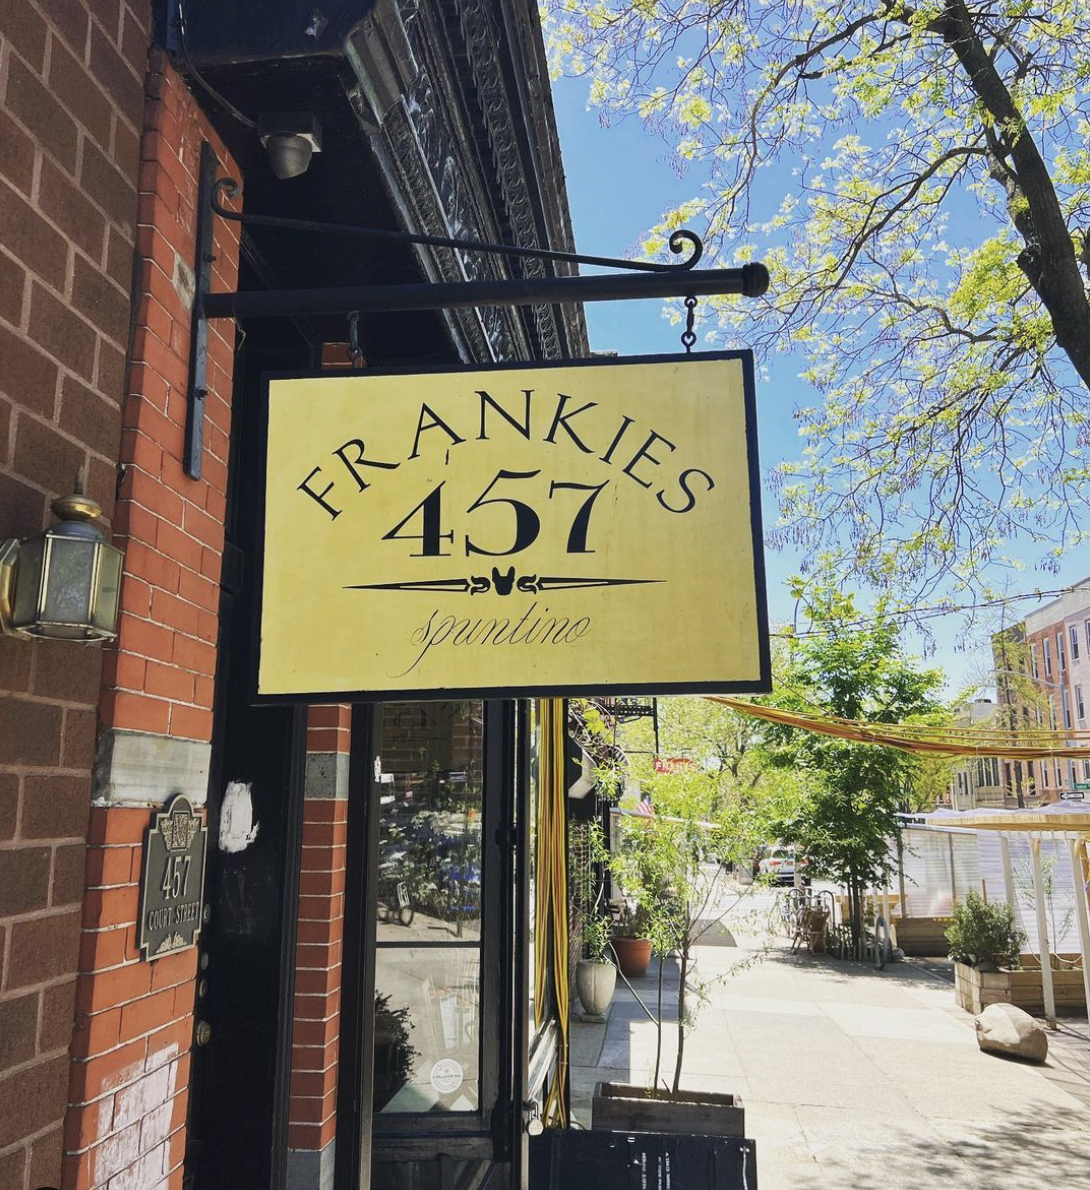 FRANKIES
457
spuntino
457
COURT STREET